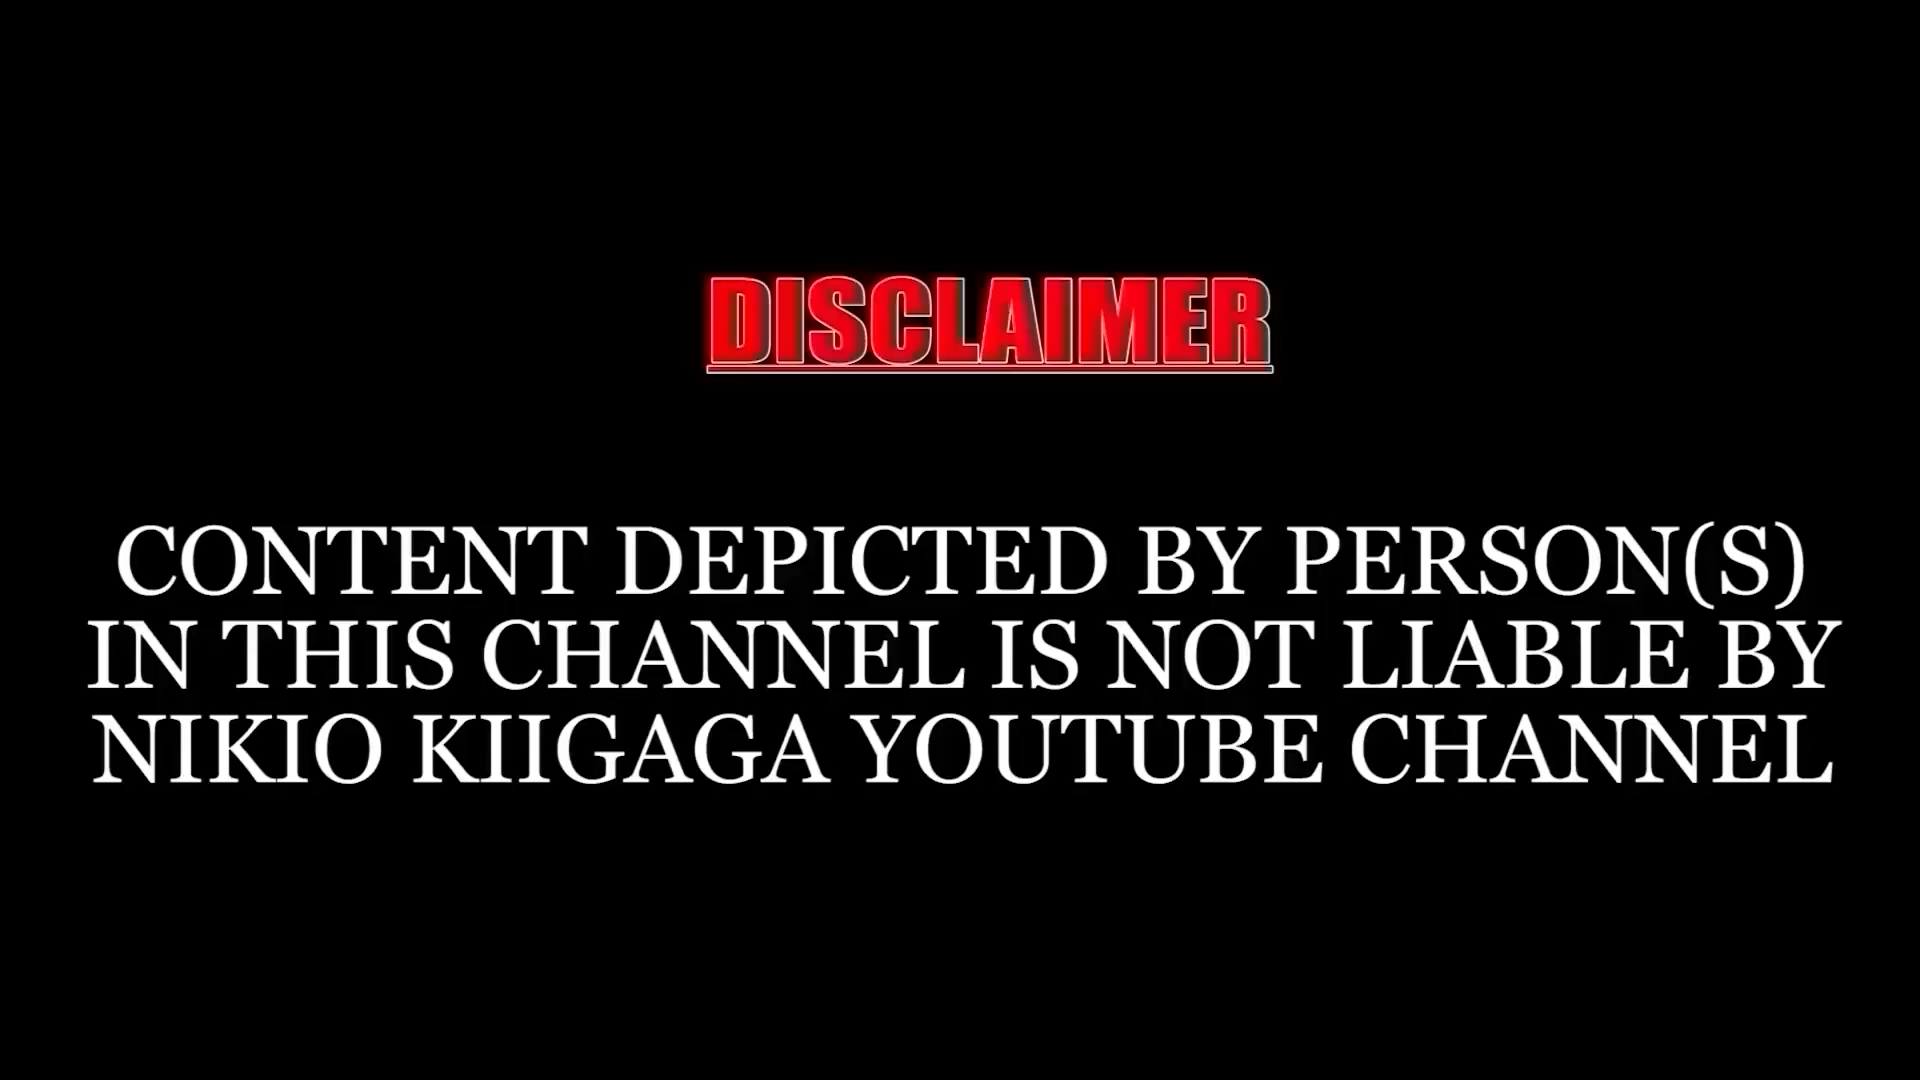 DISCLAIMER
CONTENT DEPICTED BY PERSON(S)
IN THIS CHANNEL IS NOT LIABLE BY
NIKIO KIIGAGA YOUTUBE CHANNEL